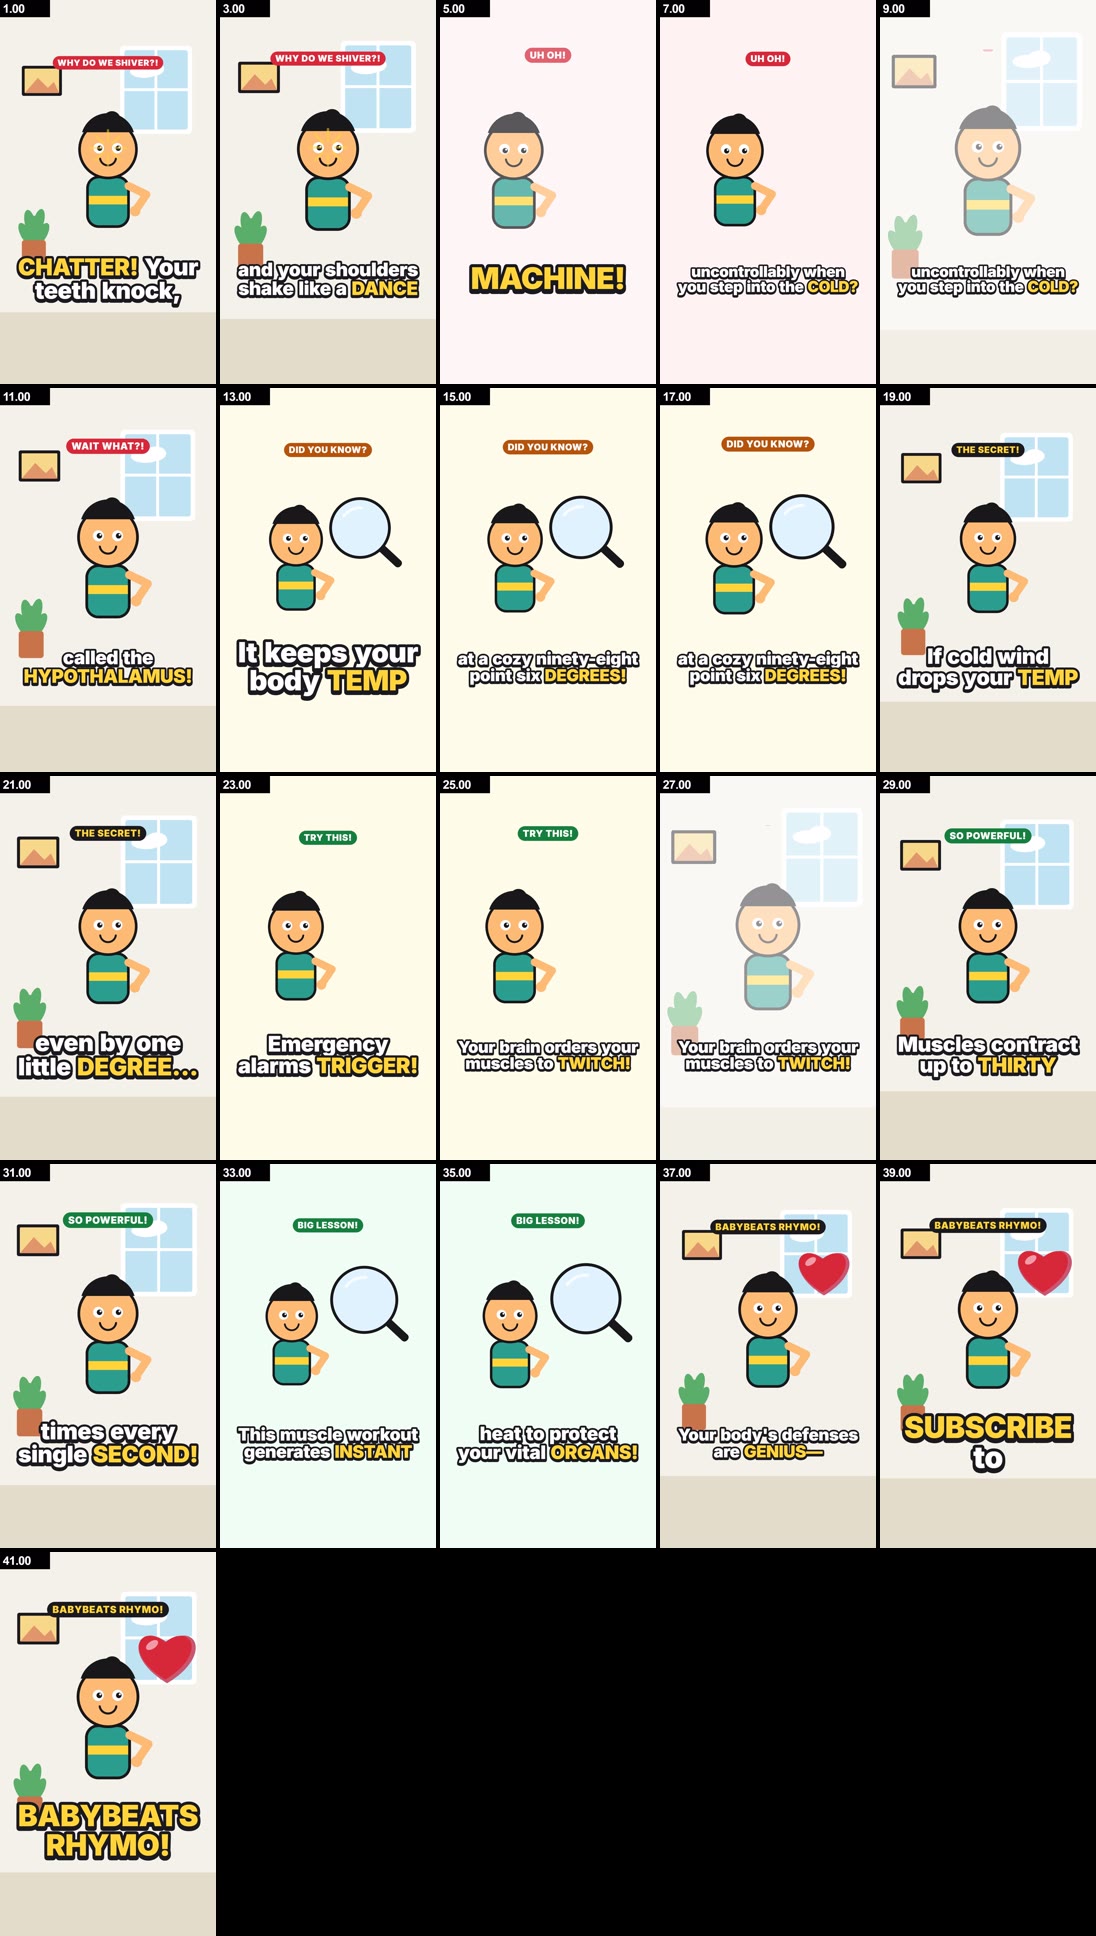 1.00
WHY DO WE SHIVER?!
CHATTER! Your
teeth knock,
3.00
WHY DO WE SHIVER?!
and your shoulders
shake like a DANCE
5.00
UH OH!
MACHINE!
7.00
UH OH!
uncontrollably when
you step into the COLD?
9.00
uncontrollably when
you step into the COLD?
11.00
WAIT WHAT?!
called the
HYPOTHALAMUS!
13.00
DID YOU KNOW?
It keeps your
body TEMP
15.00
DID YOU KNOW?
at a cozy ninety-eight
point six DEGREES!
17.00
DID YOU KNOW?
at a cozy ninety-eight
point six DEGREES!
19.00
THE SECRET!
If cold wind
drops your TEMP
21.00
THE SECRET!
even by one
little DEGREE...
23.00
TRY THIS!
Emergency
alarms TRIGGER!
25.00
TRY THIS!
Your brain orders your
muscles to TWITCH!
27.00
Your brain orders your
muscles to TWITCH!
29.00
SO POWERFUL!
Muscles contract
up to THIRTY
31.00
SO POWERFUL!
times every
single SECOND!
33.00
BIG LESSON!
This muscle workout
generates INSTANT
35.00
BIG LESSON!
heat to protect
your vital ORGANS!
37.00
BABYBEATS RHYMO!
Your body's defenses
are GENIUS—
39.00
BABYBEATS RHYMO!
SUBSCRIBE
to
41.00
BABYBEATS RHYMO!
BABYBEATS
RHYMO!